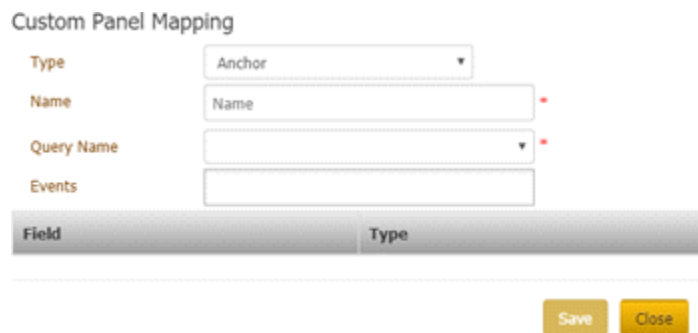 Custom Panel Mapping
Type Anchor
Name Name *
Query Name *
Events
Field Type
Save Close